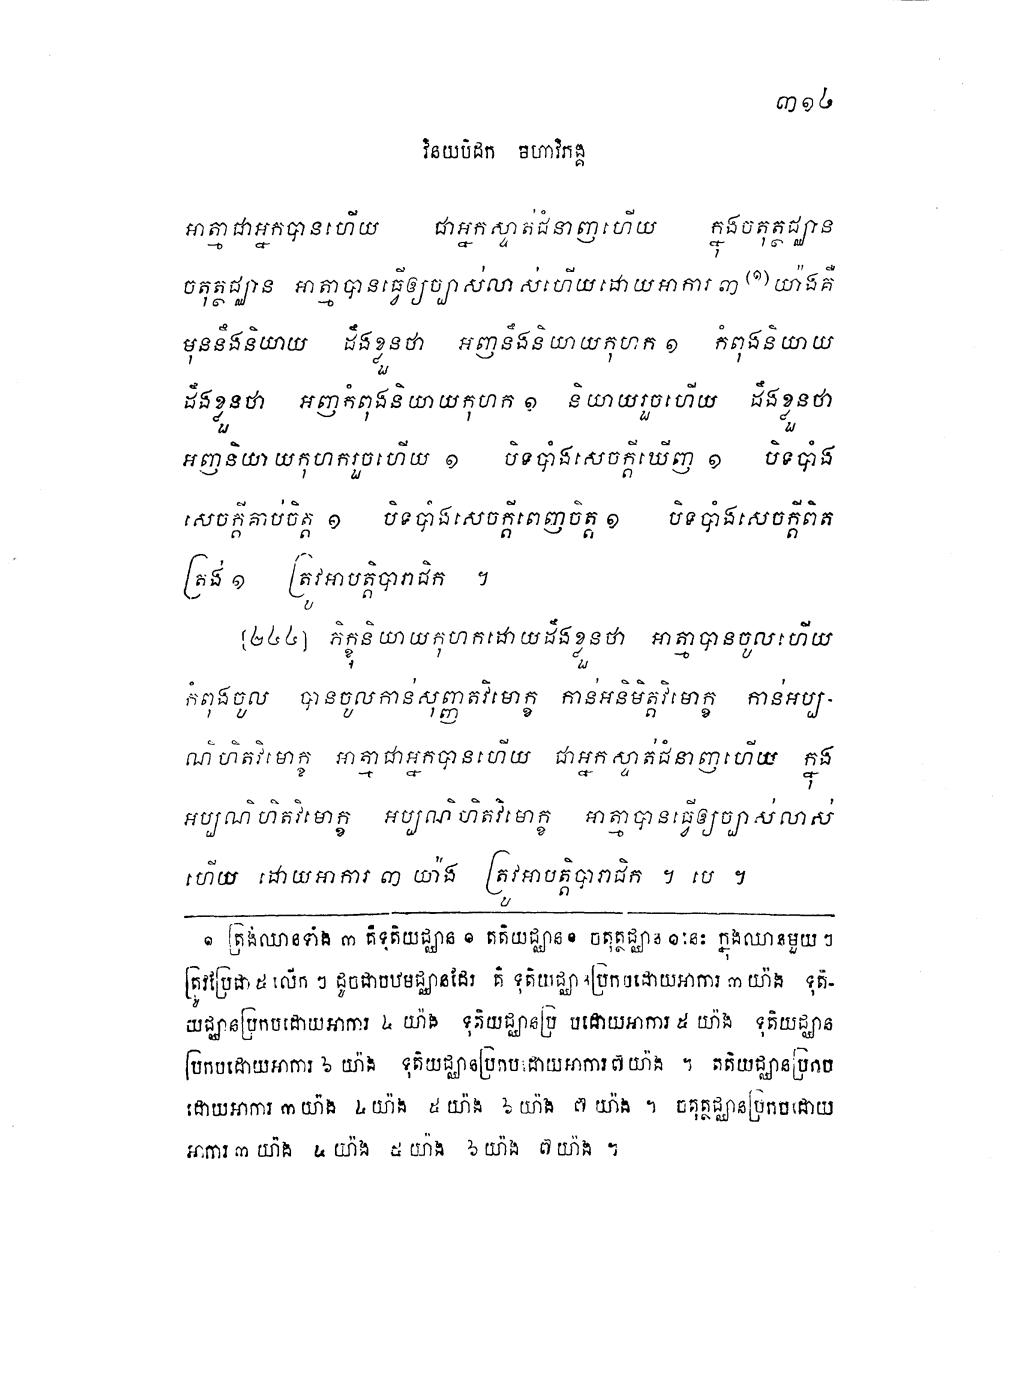 ៣១៤
វិនយបិដក មហាវិភង្គ
អាត្មាជាអ្នកបានហើយ ជាអ្នកស្ទាត់ជំនាញហើយ ក្នុងចតុត្ថជ្ឈាន
ចតុត្ថជ្ឈាន អាត្មាបានធ្វើឲ្យច្បាស់លាស់ហើយដោយអាការ ៣ (១) យ៉ាងគឺ
មុននឹងនិយាយ ដឹងខ្លួនថា អញនឹងនិយាយកុហក ១ កំពុងនិយាយ
ដឹងខ្លួនថា អញកំពុងនិយាយកុហក ១ និយាយរួចហើយ ដឹងខ្លួនថា
អញនិយាយកុហករួចហើយ ១ បិទបាំងសេចក្តីឃើញ ១ បិទបាំង
សេចក្តីគាប់ចិត្ត ១ បិទបាំងសេចក្តីពេញចិត្ត ១ បិទបាំងសេចក្តីពិត
ត្រង់ ១ ត្រូវអាបត្តិបារាជិក ។
[២៤៤] ភិក្ខុនិយាយកុហកដោយដឹងខ្លួនថា អាត្មាបានចូលហើយ
កំពុងចូល បានចូលកាន់សុញ្ញតវិមោក្ខ កាន់អនិមិត្តវិមោក្ខ កាន់អប្ប-
ណិហិតវិមោក្ខ អាត្មាជាអ្នកបានហើយ ជាអ្នកស្ទាត់ជំនាញហើយ ក្នុង
អប្បណិហិតវិមោក្ខ អប្បណិហិតវិមោក្ខ អាត្មាបានធ្វើឲ្យច្បាស់លាស់
ហើយ ដោយអាការ ៣ យ៉ាង ត្រូវអាបត្តិបារាជិក ។ បេ ។
១ ត្រង់ឈានទាំង ៣ គឺទុតិយជ្ឈាន ១ តតិយជ្ឈាន ១ ចតុត្ថជ្ឈាន ១ នេះ ក្នុងឈានមួយ ៗ
ត្រូវប្រែជា ៥ លើក ៗ ដូចជាបឋមជ្ឈានដែរ គឺ ទុតិយជ្ឈានប្រកបដោយអាការ ៣ យ៉ាង ទុតិ-
យជ្ឈានប្រកបដោយអាការ ៤ យ៉ាង ទុតិយជ្ឈានប្រកបដោយអាការ ៥ យ៉ាង ទុតិយជ្ឈាន
ប្រកបដោយអាការ ៦ យ៉ាង ទុតិយជ្ឈានប្រកបដោយអាការ ៧ យ៉ាង ។ តតិយជ្ឈានប្រកប
ដោយអាការ ៣ យ៉ាង ៤ យ៉ាង ៥ យ៉ាង ៦ យ៉ាង ៧ យ៉ាង ។ ចតុត្ថជ្ឈានប្រកបដោយ
អាការ ៣ យ៉ាង ៤ យ៉ាង ៥ យ៉ាង ៦ យ៉ាង ៧ យ៉ាង ។